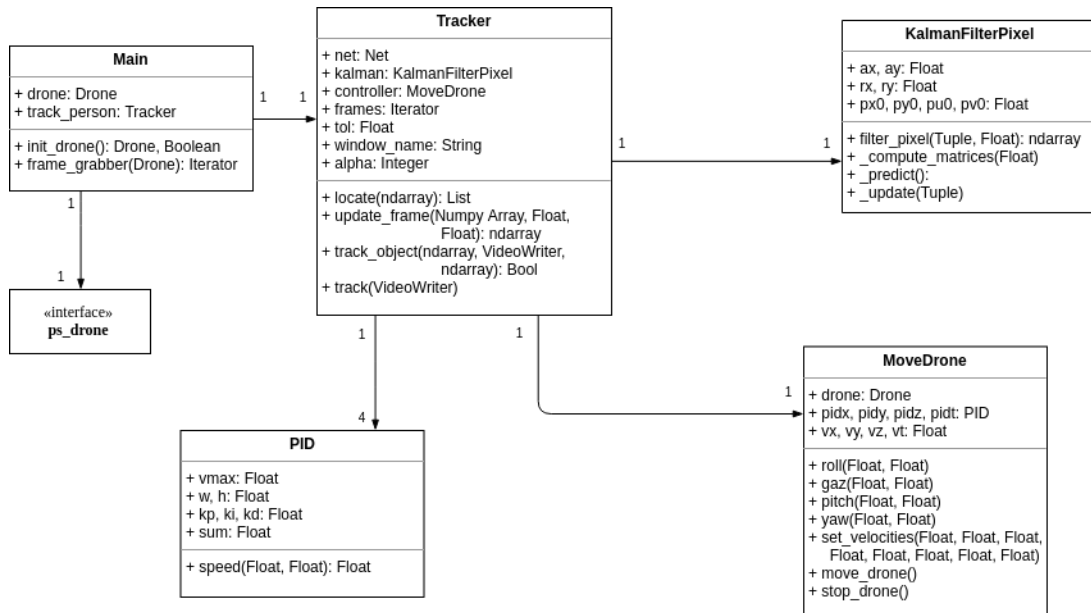 Main
+ drone: Drone
+ track_person: Tracker
+ init_drone(): Drone, Boolean
+ frame_grabber(Drone): Iterator
1
1
1
1
«interface»
ps_drone
Tracker
+ net: Net
+ kalman: KalmanFilterPixel
+ controller: MoveDrone
+ frames: Iterator
+ tol: Float
+ window_name: String
+ alpha: Integer
+ locate(ndarray): List
+ update_frame(Numpy Array, Float,
Float): ndarray
+ track_object(ndarray, VideoWriter,
ndarray): Bool
+ track(VideoWriter)
1
1
KalmanFilterPixel
+ ax, ay: Float
+ rx, ry: Float
+ px0, py0, pu0, pv0: Float
+ filter_pixel(Tuple, Float): ndarray
+ _compute_matrices(Float)
+ _predict():
+ _update(Tuple)
1
4
PID
+ vmax: Float
+ w, h: Float
+ kp, ki, kd: Float
+ sum: Float
+ speed(Float, Float): Float
1
1
MoveDrone
+ drone: Drone
+ pidx, pidy, pidz, pidt: PID
+ vx, vy, vz, vt: Float
+ roll(Float, Float)
+ gaz(Float, Float)
+ pitch(Float, Float)
+ yaw(Float, Float)
+ set_velocities(Float, Float, Float,
Float, Float, Float, Float, Float)
+ move_drone()
+ stop_drone()